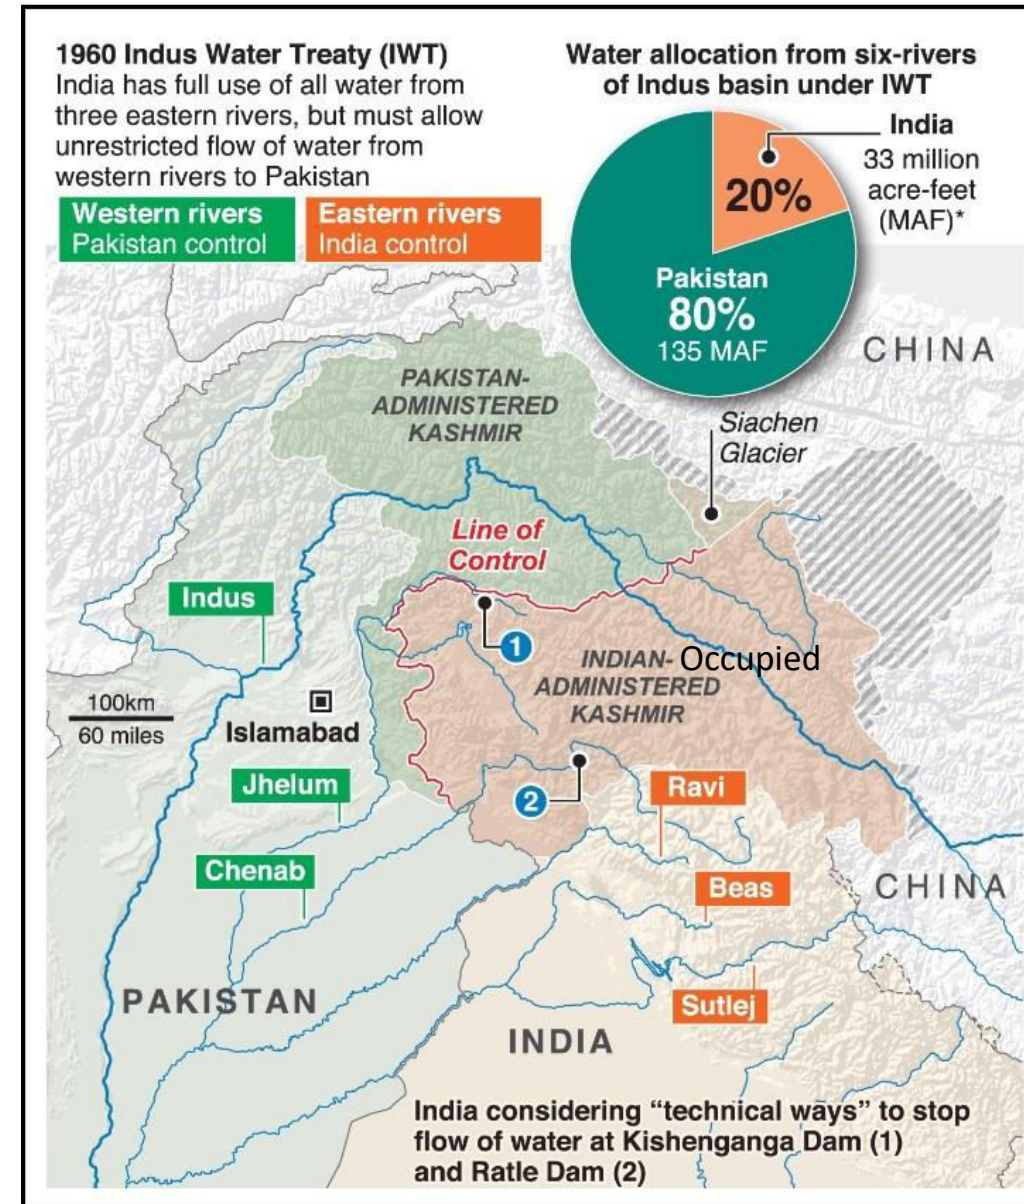 1960 Indus Water Treaty (IWT)
India has full use of all water from
three eastern rivers, but must allow
unrestricted flow of water from
western rivers to Pakistan
Western rivers
Pakistan control
Eastern rivers
India control
Water allocation from six-rivers
of Indus basin under IWT
India
33 million
acre-feet
(MAF)*
20%
Pakistan
80%
135 MAF
CHINA
PAKISTAN-
ADMINISTERED
KASHMIR
Siachen
Glacier
Line of
Control
Indus
1
INDIAN- Occupied
ADMINISTERED
KASHMIR
100km
60 miles
Islamabad
Jhelum
2
Ravi
Chenab
Beas
CHINA
PAKISTAN
Sutlej
INDIA
India considering “technical ways” to stop
flow of water at Kishenganga Dam (1)
and Ratle Dam (2)